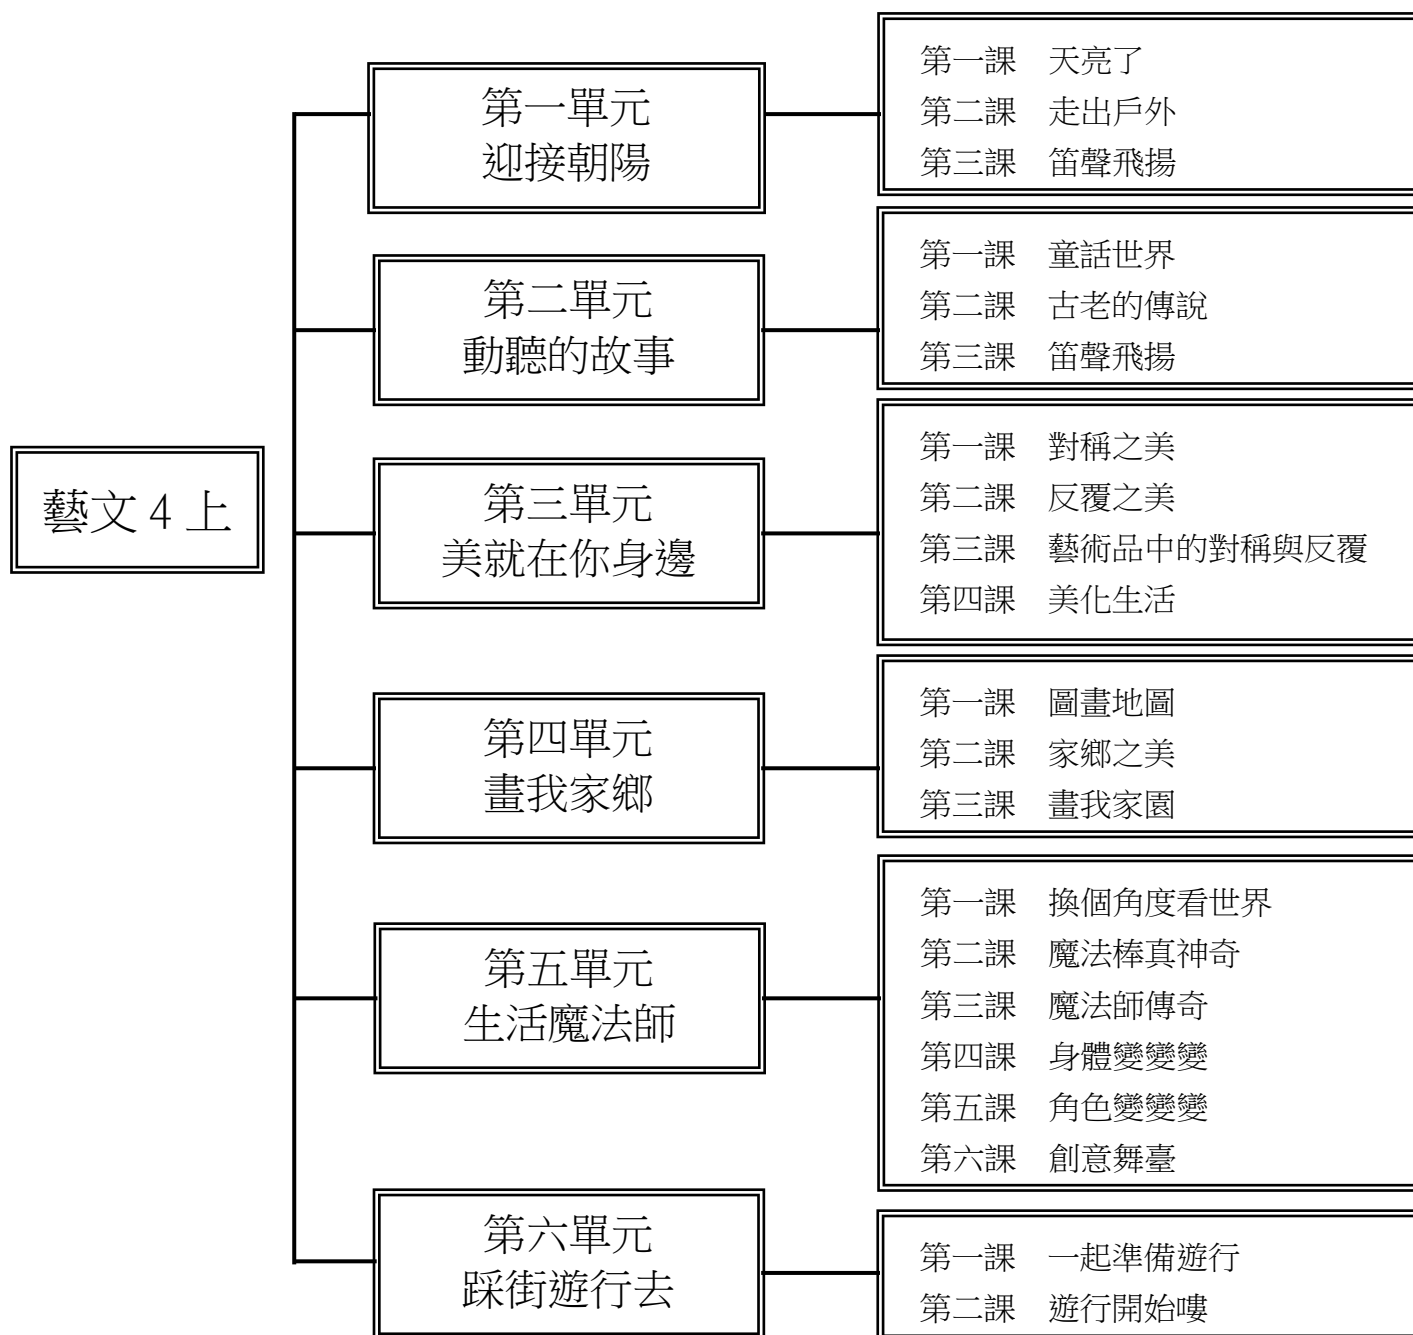 藝文 4 上
第一單元
迎接朝陽
第一課 天亮了
第二課 走出戶外
第三課 笛聲飛揚
第二單元
動聽的故事
第一課 童話世界
第二課 古老的傳說
第三課 笛聲飛揚
第三單元
美就在你身邊
第一課 對稱之美
第二課 反覆之美
第三課 藝術品中的對稱與反覆
第四課 美化生活
第四單元
畫我家鄉
第一課 圖畫地圖
第二課 家鄉之美
第三課 畫我家園
第五單元
生活魔法師
第一課 換個角度看世界
第二課 魔法棒真神奇
第三課 魔法師傳奇
第四課 身體變變變
第五課 角色變變變
第六課 創意舞臺
第六單元
踩街遊行去
第一課 一起準備遊行
第二課 遊行開始嘍